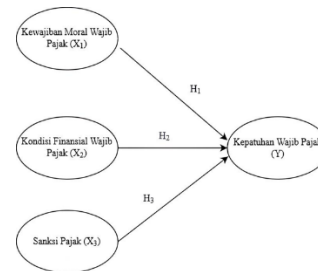 Kewajiban Moral Wajib
Pajak (X₁)
H₁
Kondisi Finansial Wajib
Pajak (X₂)
H₂
Kepatuhan Wajib Pajak
(Y)
H₃
Sanksi Pajak (X₃)